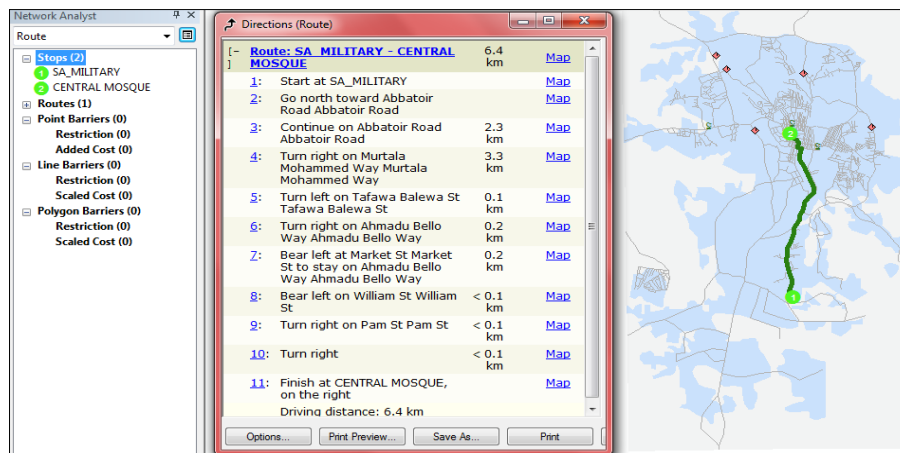 Network Analyst
Route
Stops (2)
1 SA_MILITARY
2 CENTRAL MOSQUE
Routes (1)
Point Barriers (0)
Restriction (0)
Added Cost (0)
Line Barriers (0)
Restriction (0)
Scaled Cost (0)
Polygon Barriers (0)
Restriction (0)
Scaled Cost (0)
Directions (Route)
[- Route: SA_MILITARY - CENTRAL 6.4 Map
] MOSQUE km
1: Start at SA_MILITARY Map
2: Go north toward Abbatoir Map
Road Abbatoir Road
3: Continue on Abbatoir Road 2.3 Map
Abbatoir Road km
4: Turn right on Murtala 3.3 Map
Mohammed Way Murtala km
Mohammed Way
5: Turn left on Tafawa Balewa St 0.1 Map
Tafawa Balewa St km
6: Turn right on Ahmadu Bello 0.2 Map
Way Ahmadu Bello Way km
7: Bear left at Market St Market 0.2 Map
St to stay on Ahmadu Bello km
Way Ahmadu Bello Way
8: Bear left on William St William < 0.1 Map
St km
9: Turn right on Pam St Pam St < 0.1 Map
km
10: Turn right < 0.1 Map
km
11: Finish at CENTRAL MOSQUE, Map
on the right
Driving distance: 6.4 km
Options... Print Preview... Save As... Print
2
1